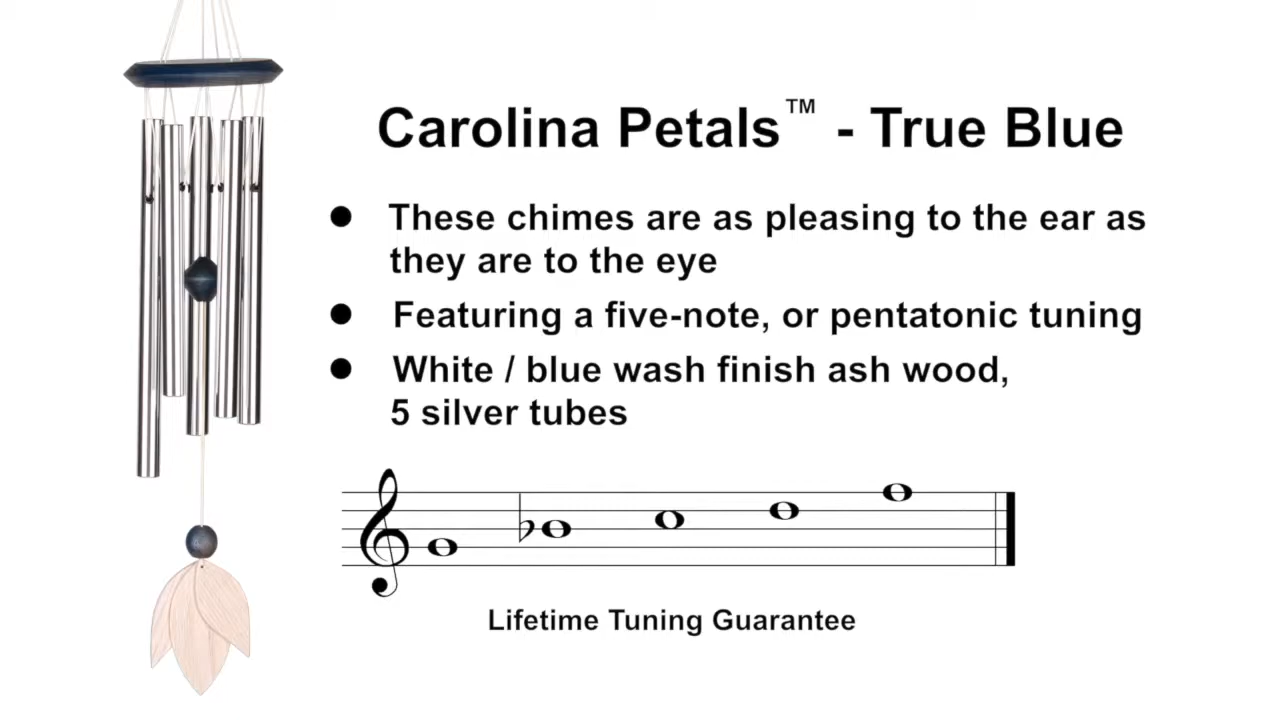 Carolina Petals™ - True Blue
● These chimes are as pleasing to the ear as
they are to the eye
● Featuring a five-note, or pentatonic tuning
● White / blue wash finish ash wood,
5 silver tubes
Lifetime Tuning Guarantee